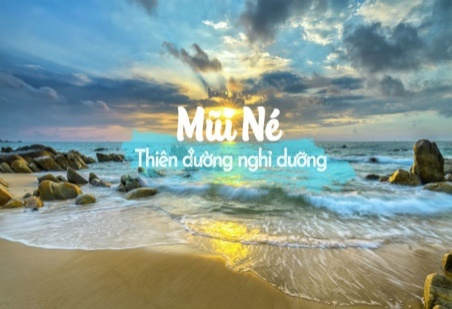 Mũi Né
Thiên đường nghỉ dưỡng